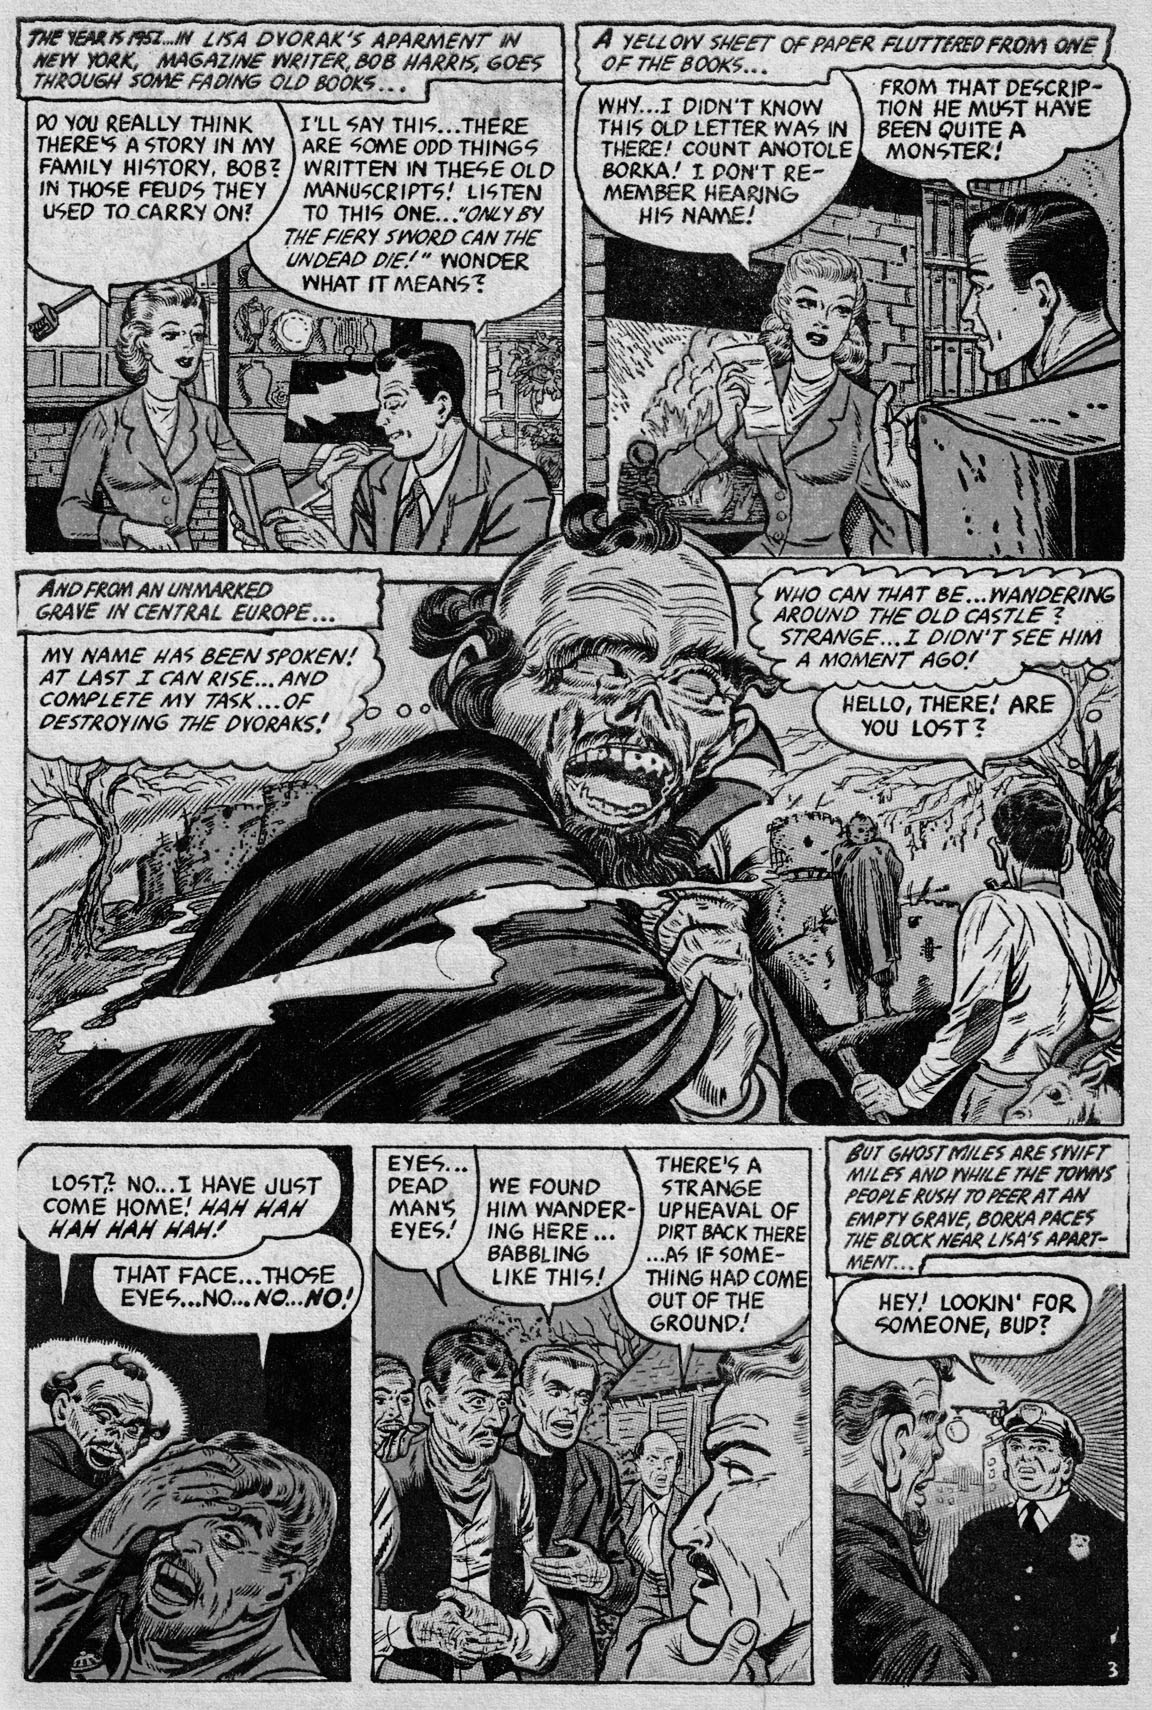 THE YEAR IS 1952...IN LISA DVORAK'S APARMENT IN
NEW YORK, MAGAZINE WRITER, BOB HARRIS, GOES
THROUGH SOME FADING OLD BOOKS...
DO YOU REALLY THINK
THERE'S A STORY IN MY
FAMILY HISTORY, BOB?
IN THOSE FEUDS THEY
USED TO CARRY ON?
I'LL SAY THIS...THERE
ARE SOME ODD THINGS
WRITTEN IN THESE OLD
MANUSCRIPTS! LISTEN
TO THIS ONE..."ONLY BY
THE FIERY SWORD CAN THE
UNDEAD DIE!" WONDER
WHAT IT MEANS?
A YELLOW SHEET OF PAPER FLUTTERED FROM ONE
OF THE BOOKS...
WHY...I DIDN'T KNOW
THIS OLD LETTER WAS IN
THERE! COUNT ANOTOLE
BORKA! I DON'T RE-
MEMBER HEARING
HIS NAME!
FROM THAT DESCRIP-
TION HE MUST HAVE
BEEN QUITE A
MONSTER!
AND FROM AN UNMARKED
GRAVE IN CENTRAL EUROPE...
MY NAME HAS BEEN SPOKEN!
AT LAST I CAN RISE...AND
COMPLETE MY TASK...OF
DESTROYING THE DVORAKS!
WHO CAN THAT BE...WANDERING
AROUND THE OLD CASTLE?
STRANGE...I DIDN'T SEE HIM
A MOMENT AGO!
HELLO, THERE! ARE
YOU LOST?
LOST? NO...I HAVE JUST
COME HOME! HAH HAH
HAH HAH HAH!
THAT FACE...THOSE
EYES...NO...NO...NO!
EYES...
DEAD
MAN'S
EYES!
WE FOUND
HIM WANDER-
ING HERE...
BABBLING
LIKE THIS!
THERE'S A
STRANGE
UPHEAVAL OF
DIRT BACK THERE
...AS IF SOME-
THING HAD COME
OUT OF THE
GROUND!
BUT GHOST MILES ARE SWIFT
MILES AND WHILE THE TOWNS
PEOPLE RUSH TO PEER AT AN
EMPTY GRAVE, BORKA PACES
THE BLOCK NEAR LISA'S APART-
MENT...
HEY! LOOKIN' FOR
SOMEONE, BUD?
3